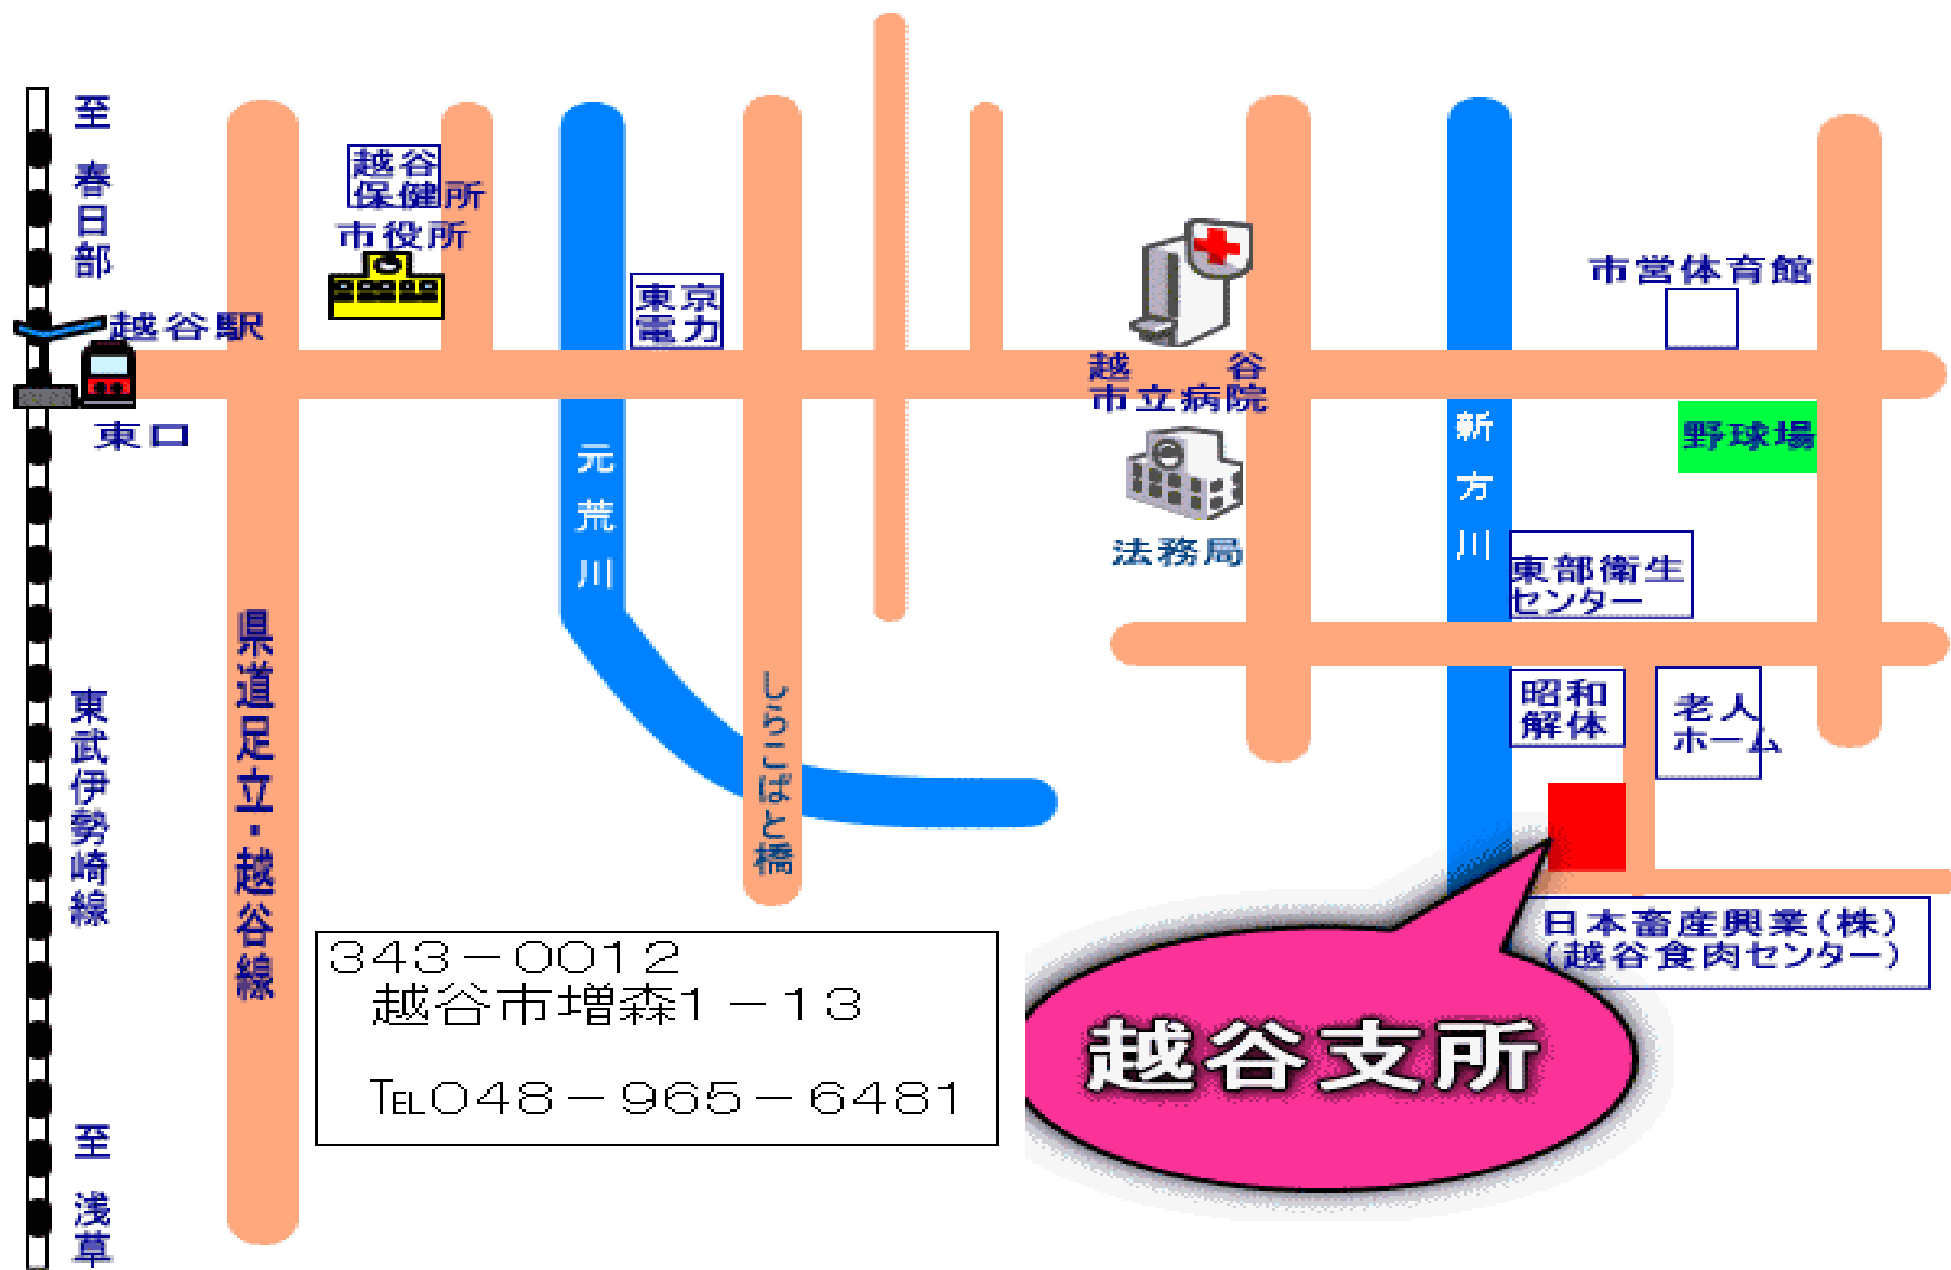 至 春日部
越谷
保健所
市役所
越谷駅
東口
東京
電力
越 谷
市立病院
法務局
市営体育館
野球場
元荒川
新方川
東部衛生
センター
昭和
解体
老人
ホーム
県道足立・越谷線
しらこばと橋
東武伊勢崎線
至 浅草
日本畜産興業(株)
(越谷食肉センター)
越谷支所
343-0012
越谷市増森1-13
TEL048-965-6481